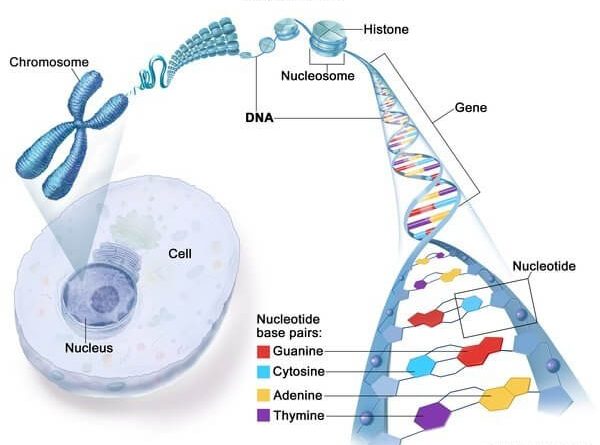 Histone
Chromosome
Nucleosome
Gene
DNA
Cell
Nucleotide
Nucleotide
base pairs:
Guanine
Cytosine
Adenine
Thymine
Nucleus